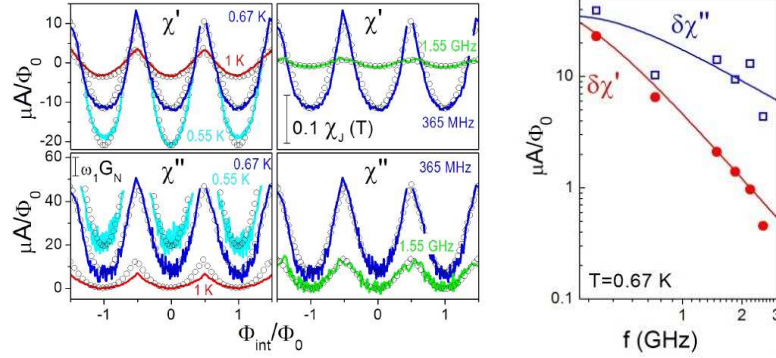 10
0
-10
-20
μA/Φ0
χ'
0.67 K
1 K
0.55 K
χ'
1.55 GHz
365 MHz
0.1 χJ (T)
60
40
20
0
μA/Φ0
ω1GN
χ''
0.67 K
0.55 K
1 K
χ''
365 MHz
1.55 GHz
-1 0 1 -1 0 1
Φint/Φ0
10
1
0.1
μA/Φ0
δχ''
δχ'
T=0.67 K
1 2 3
f (GHz)